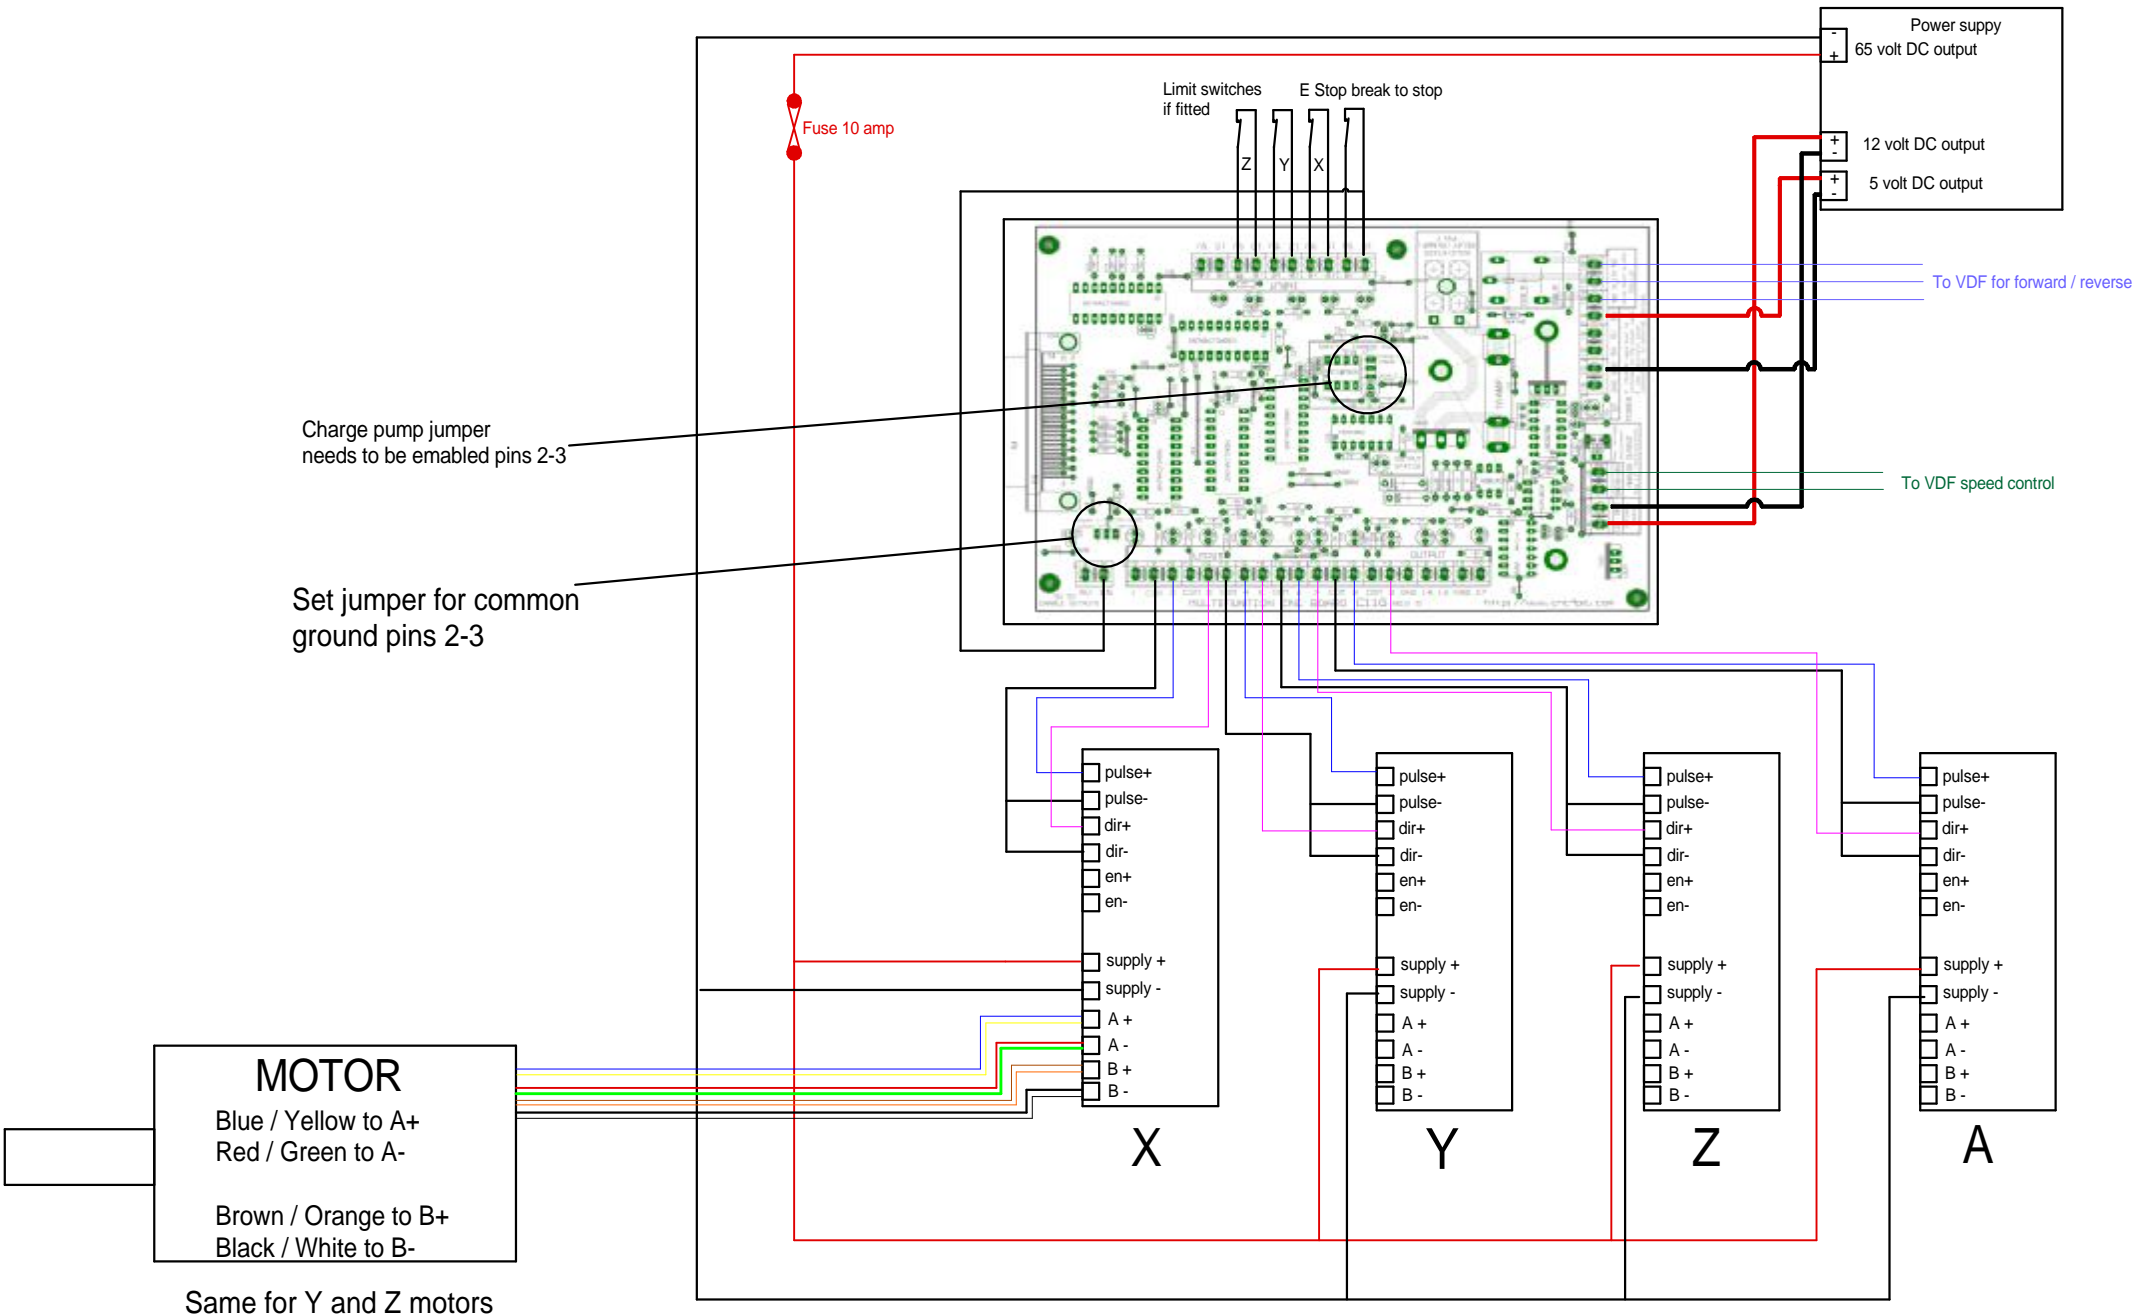 Power suppy
65 volt DC output
12 volt DC output
5 volt DC output
-
+
+
-
+
-
Limit switches
if fitted
E Stop break to stop
Fuse 10 amp
Z
Y
X
To VDF for forward / reverse
To VDF speed control
Charge pump jumper
needs to be emabled pins 2-3
Set jumper for common
ground pins 2-3
OUTPUT
pulse+
pulse-
dir+
dir-
en+
en-
supply +
supply -
A +
A -
B +
B -
X
pulse+
pulse-
dir+
dir-
en+
en-
supply +
supply -
A +
A -
B +
B -
Y
pulse+
pulse-
dir+
dir-
en+
en-
supply +
supply -
A +
A -
B +
B -
Z
pulse+
pulse-
dir+
dir-
en+
en-
supply +
supply -
A +
A -
B +
B -
A
MOTOR
Blue / Yellow to A+
Red / Green to A-
Brown / Orange to B+
Black / White to B-
Same for Y and Z motors